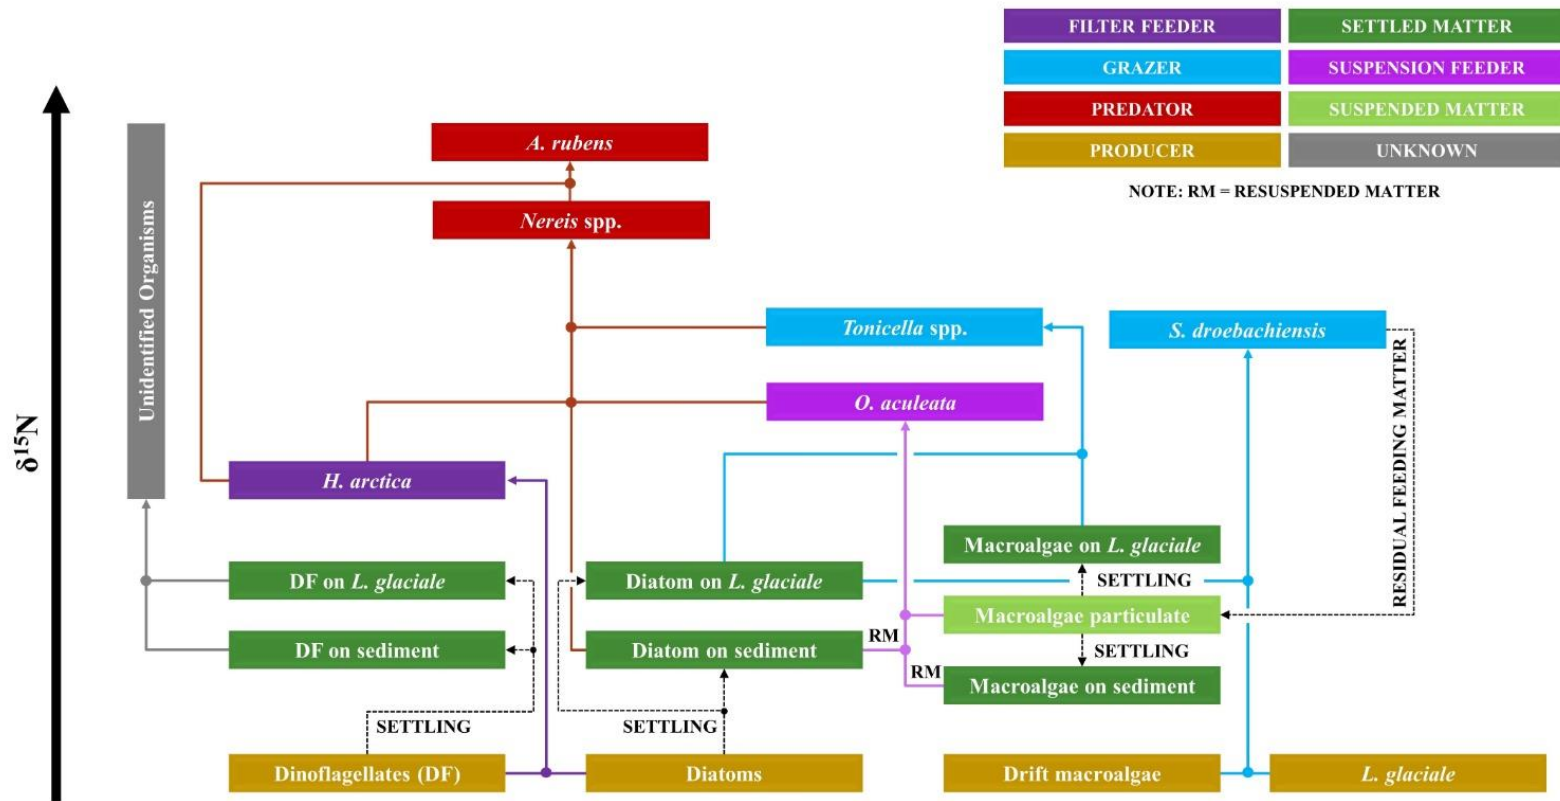 FILTER FEEDER
SETTLED MATTER
GRAZER
SUSPENSION FEEDER
PREDATOR
SUSPENDED MATTER
PRODUCER
UNKNOWN
NOTE: RM = RESUSPENDED MATTER
δ¹⁵N
Unidentified Organisms
A. rubens
Nereis spp.
Tonicella spp.
S. droebachiensis
O. aculeata
RESIDUAL FEEDING MATTER
H. arctica
Macroalgae on L. glaciale
DF on L. glaciale
Diatom on L. glaciale
SETTLING
Macroalgae particulate
DF on sediment
Diatom on sediment
RM
SETTLING
RM
Macroalgae on sediment
SETTLING
SETTLING
Dinoflagellates (DF)
Diatoms
Drift macroalgae
L. glaciale